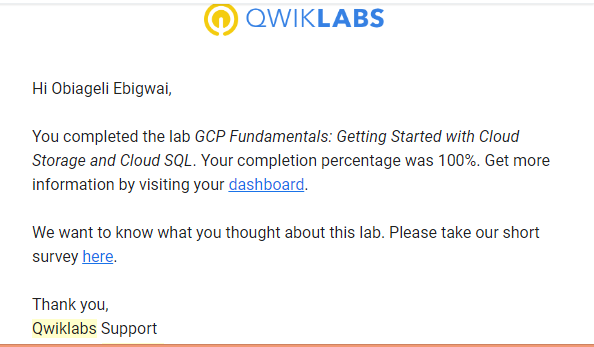 QWIKLABS
Hi Obiageli Ebigwai,
You completed the lab GCP Fundamentals: Getting Started with Cloud
Storage and Cloud SQL. Your completion percentage was 100%. Get more
information by visiting your dashboard.
We want to know what you thought about this lab. Please take our short
survey here.
Thank you,
Qwiklabs Support